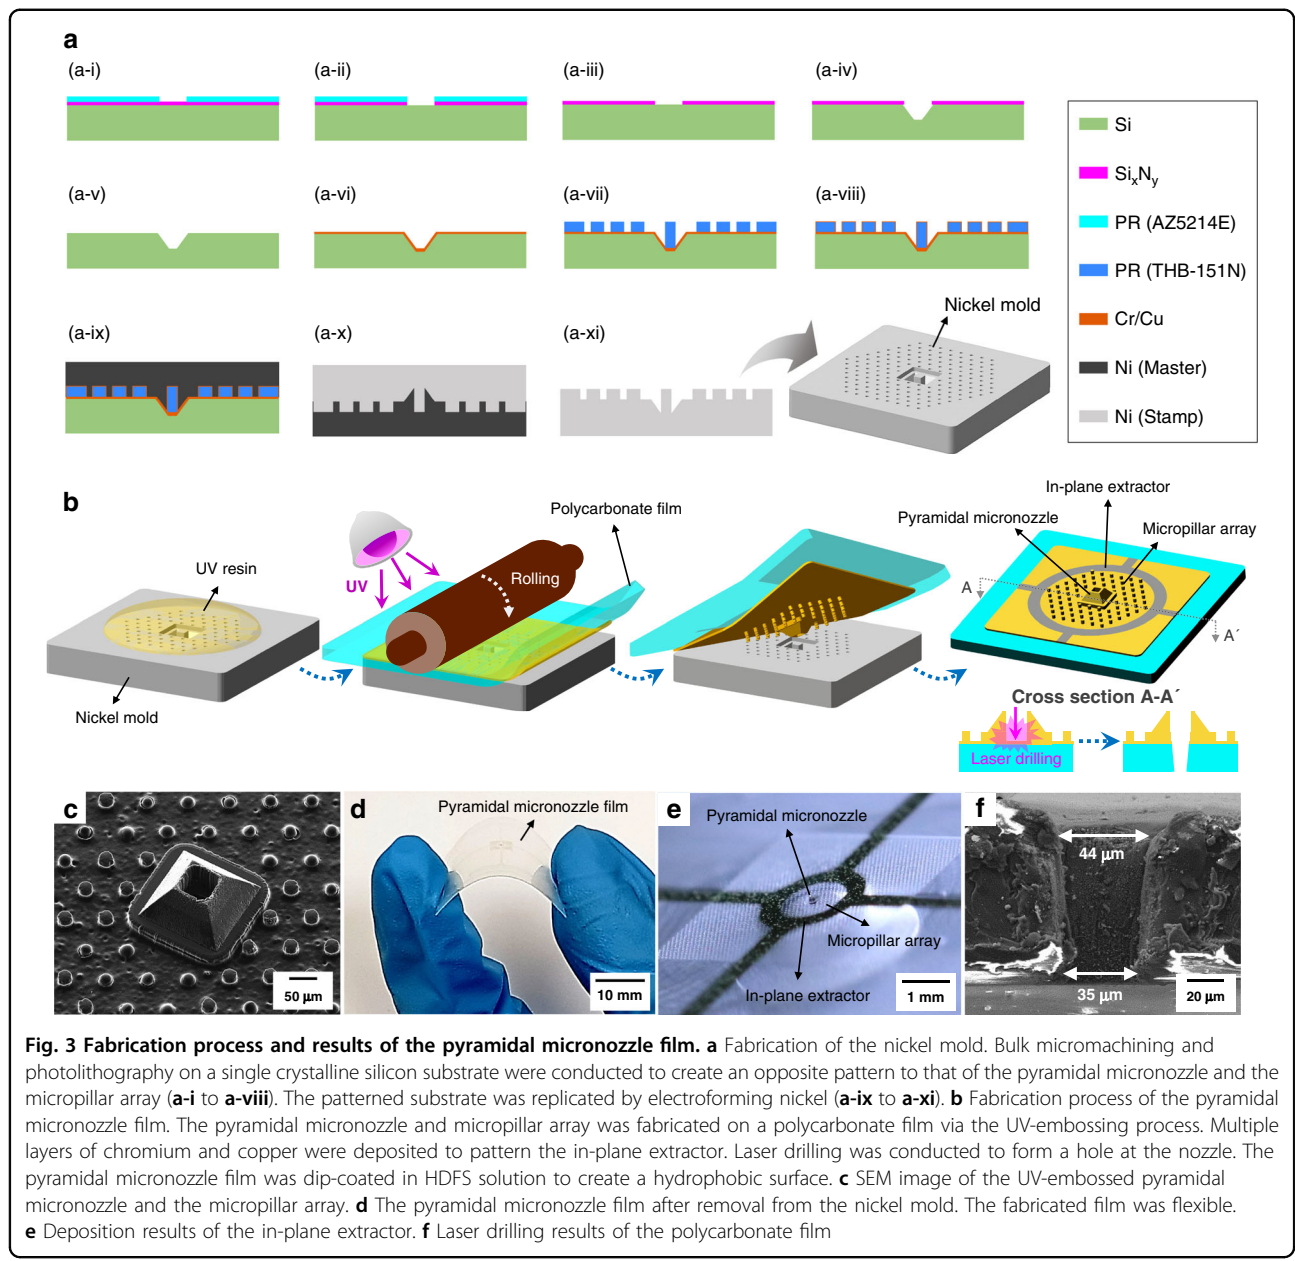 a
(a-i)
(a-ii)
(a-iii)
(a-iv)
Si
SixNy
PR (AZ5214E)
PR (THB-151N)
Cr/Cu
Ni (Master)
Ni (Stamp)
(a-v)
(a-vi)
(a-vii)
(a-viii)
(a-ix)
(a-x)
(a-xi)
Nickel mold
b
UV resin
Nickel mold
UV
Rolling
Polycarbonate film
In-plane extractor
Pyramidal micronozzle
Micropillar array
A
A´
Cross section A-A´
Laser drilling
c
50 µm
d
Pyramidal micronozzle film
10 mm
e
Pyramidal micronozzle
Micropillar array
In-plane extractor
1 mm
f
44 µm
35 µm
20 µm
Fig. 3 Fabrication process and results of the pyramidal micronozzle film. a Fabrication of the nickel mold. Bulk micromachining and
photolithography on a single crystalline silicon substrate were conducted to create an opposite pattern to that of the pyramidal micronozzle and the
micropillar array (a-i to a-viii). The patterned substrate was replicated by electroforming nickel (a-ix to a-xi). b Fabrication process of the pyramidal
micronozzle film. The pyramidal micronozzle and micropillar array was fabricated on a polycarbonate film via the UV-embossing process. Multiple
layers of chromium and copper were deposited to pattern the in-plane extractor. Laser drilling was conducted to form a hole at the nozzle. The
pyramidal micronozzle film was dip-coated in HDFS solution to create a hydrophobic surface. c SEM image of the UV-embossed pyramidal
micronozzle and the micropillar array. d The pyramidal micronozzle film after removal from the nickel mold. The fabricated film was flexible.
e Deposition results of the in-plane extractor. f Laser drilling results of the polycarbonate film